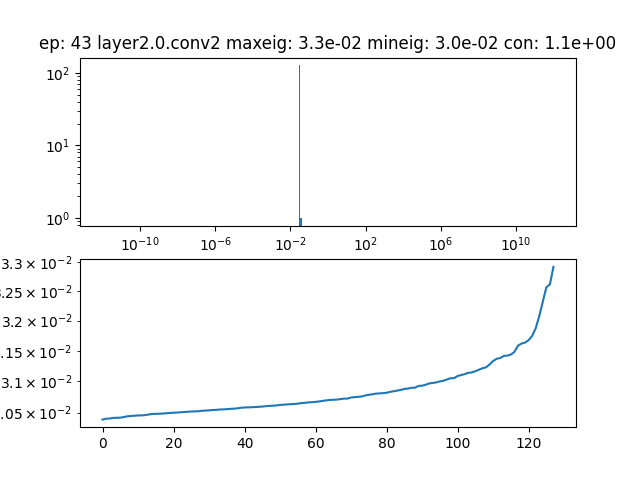 ep: 43 layer2.0.conv2 maxeig: 3.3e-02 mineig: 3.0e-02 con: 1.1e+00
10²
10¹
10⁰
10⁻¹⁰ 10⁻⁶ 10⁻² 10² 10⁶ 10¹⁰
3.3 × 10⁻²
3.25 × 10⁻²
3.2 × 10⁻²
3.15 × 10⁻²
3.1 × 10⁻²
.05 × 10⁻²
0 20 40 60 80 100 120